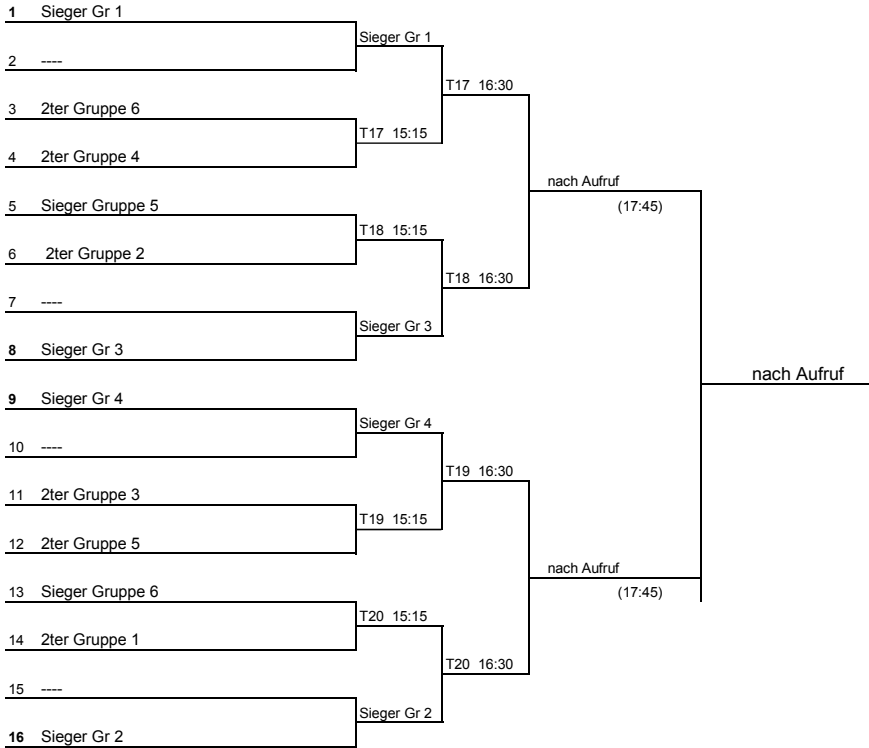 1 Sieger Gr 1
Sieger Gr 1
2 ----
T17 16:30
3 2ter Gruppe 6
T17 15:15
4 2ter Gruppe 4
nach Aufruf
5 Sieger Gruppe 5
(17:45)
T18 15:15
6 2ter Gruppe 2
T18 16:30
7 ----
Sieger Gr 3
8 Sieger Gr 3
nach Aufruf
9 Sieger Gr 4
Sieger Gr 4
10 ----
T19 16:30
11 2ter Gruppe 3
T19 15:15
12 2ter Gruppe 5
nach Aufruf
13 Sieger Gruppe 6
(17:45)
T20 15:15
14 2ter Gruppe 1
T20 16:30
15 ----
Sieger Gr 2
16 Sieger Gr 2